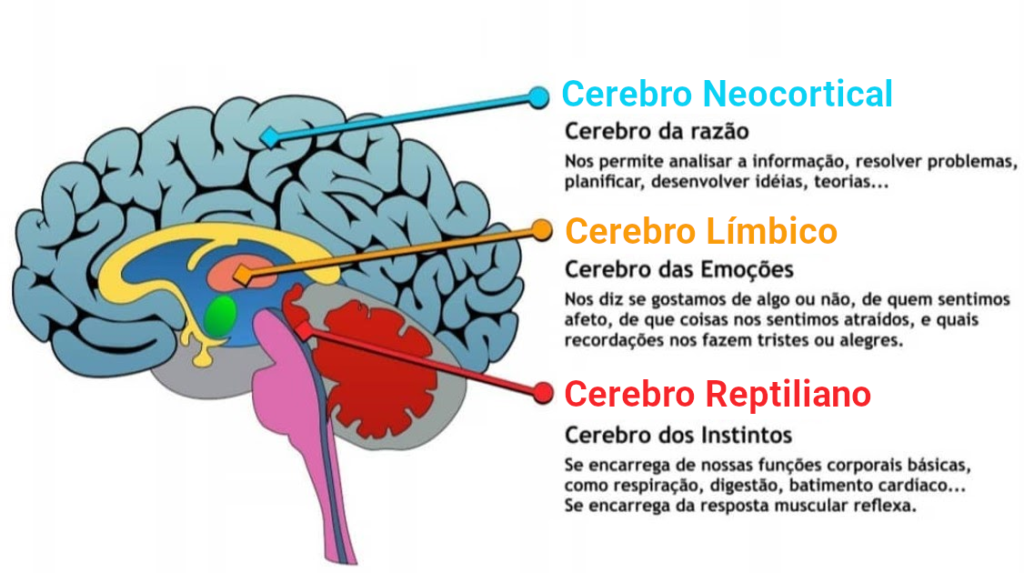 Cerebro Neocortical
Cerebro da razão
Nos permite analisar a informação, resolver problemas,
planificar, desenvolver idéias, teorias...
Cerebro Límbico
Cerebro das Emoções
Nos diz se gostamos de algo ou não, de quem sentimos
afeto, de que coisas nos sentimos atraidos, e quais
recordações nos fazem tristes ou alegres.
Cerebro Reptiliano
Cerebro dos Instintos
Se encarrega de nossas funções corporais básicas,
como respiração, digestão, batimento cardíaco...
Se encarrega da resposta muscular reflexa.